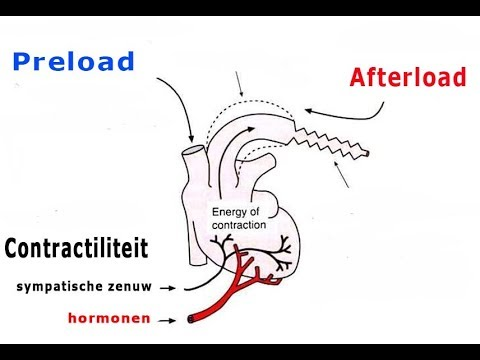 Preload
Afterload
Energy of
contraction
Contractiliteit
sympatische zenuw
hormonen